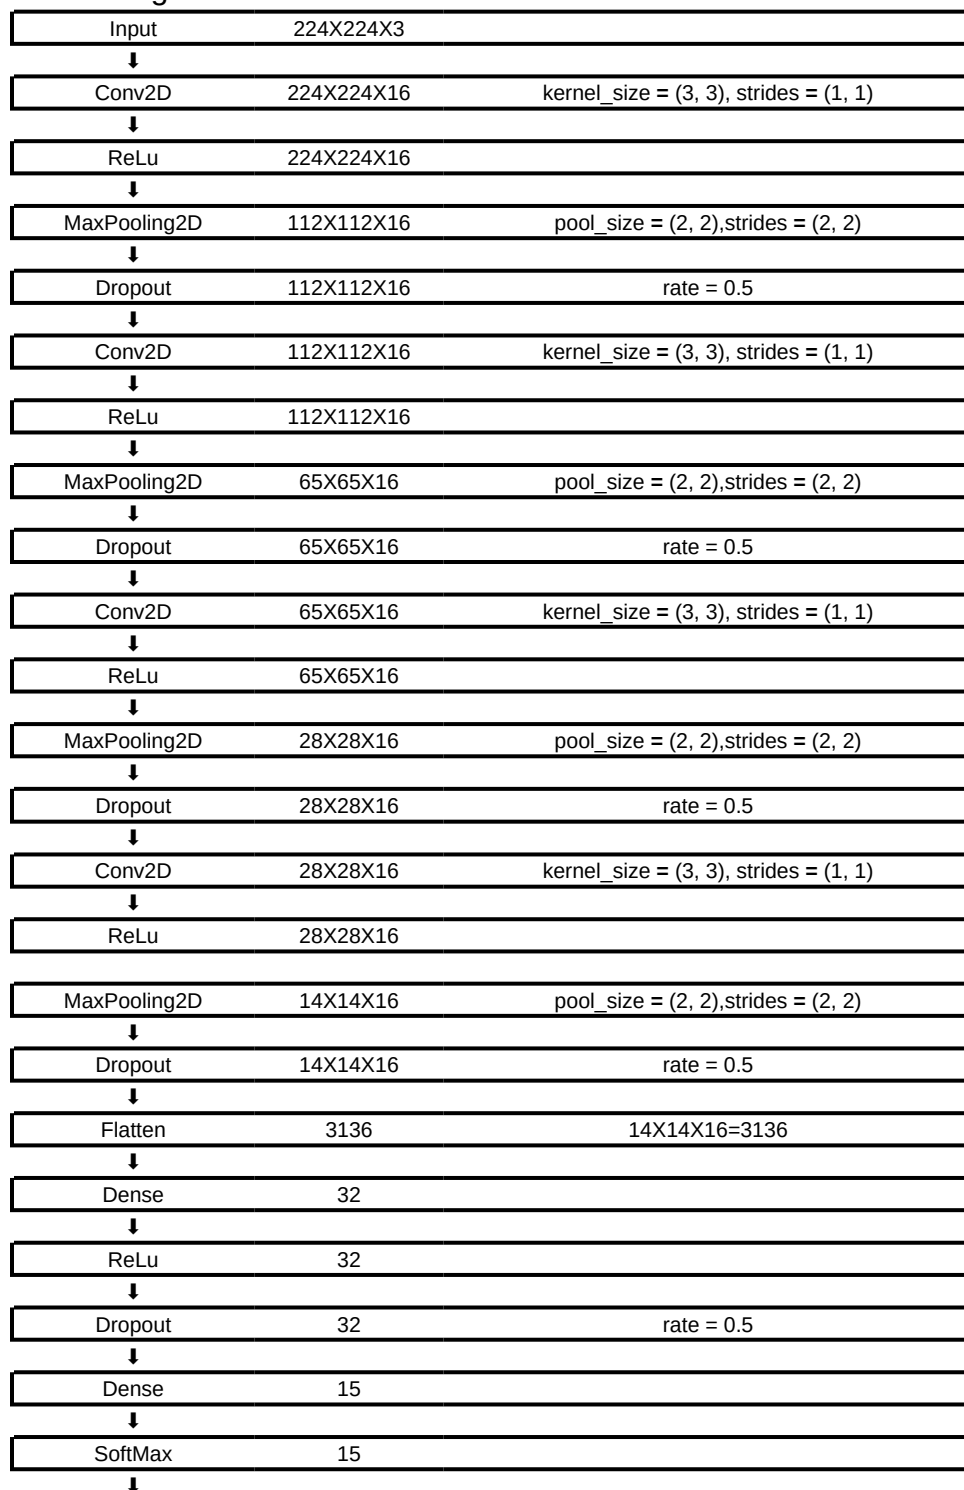 Input 224X224X3
⬇
Conv2D 224X224X16 kernel_size = (3, 3), strides = (1, 1)
⬇
ReLu 224X224X16
⬇
MaxPooling2D 112X112X16 pool_size = (2, 2),strides = (2, 2)
⬇
Dropout 112X112X16 rate = 0.5
⬇
Conv2D 112X112X16 kernel_size = (3, 3), strides = (1, 1)
⬇
ReLu 112X112X16
⬇
MaxPooling2D 65X65X16 pool_size = (2, 2),strides = (2, 2)
⬇
Dropout 65X65X16 rate = 0.5
⬇
Conv2D 65X65X16 kernel_size = (3, 3), strides = (1, 1)
⬇
ReLu 65X65X16
⬇
MaxPooling2D 28X28X16 pool_size = (2, 2),strides = (2, 2)
⬇
Dropout 28X28X16 rate = 0.5
⬇
Conv2D 28X28X16 kernel_size = (3, 3), strides = (1, 1)
⬇
ReLu 28X28X16
MaxPooling2D 14X14X16 pool_size = (2, 2),strides = (2, 2)
⬇
Dropout 14X14X16 rate = 0.5
⬇
Flatten 3136 14X14X16=3136
⬇
Dense 32
⬇
ReLu 32
⬇
Dropout 32 rate = 0.5
⬇
Dense 15
⬇
SoftMax 15
⬇